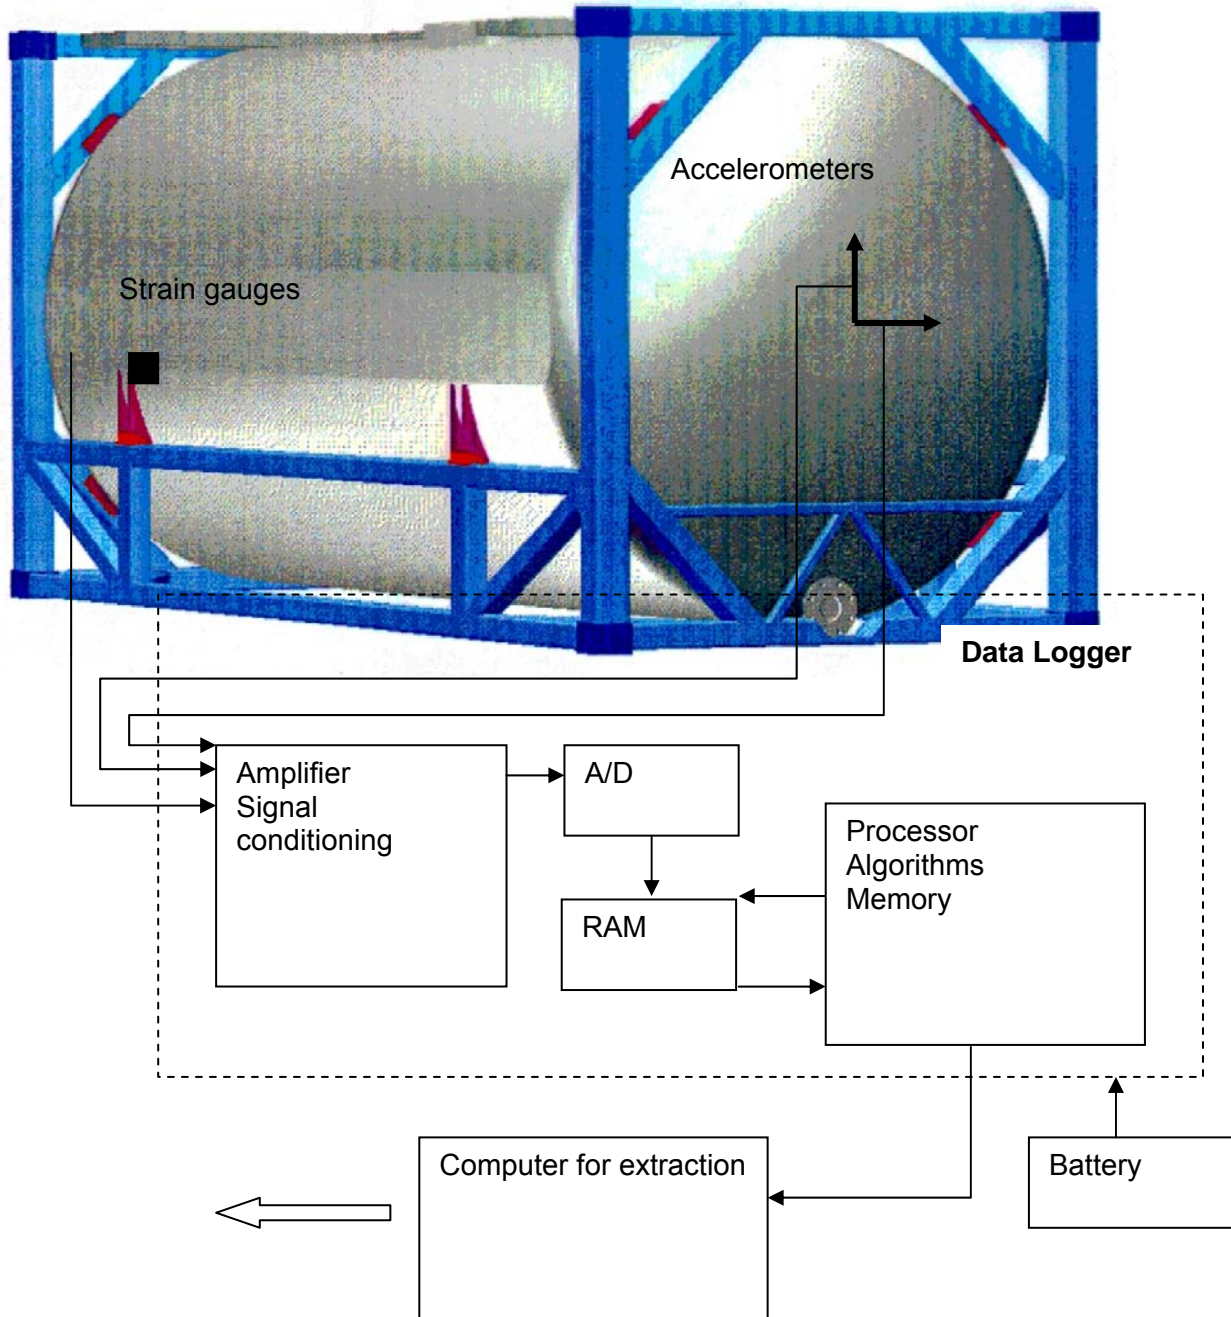 Accelerometers
Strain gauges
Data Logger
Amplifier
Signal
conditioning
A/D
Processor
Algorithms
Memory
RAM
Computer for extraction
Battery